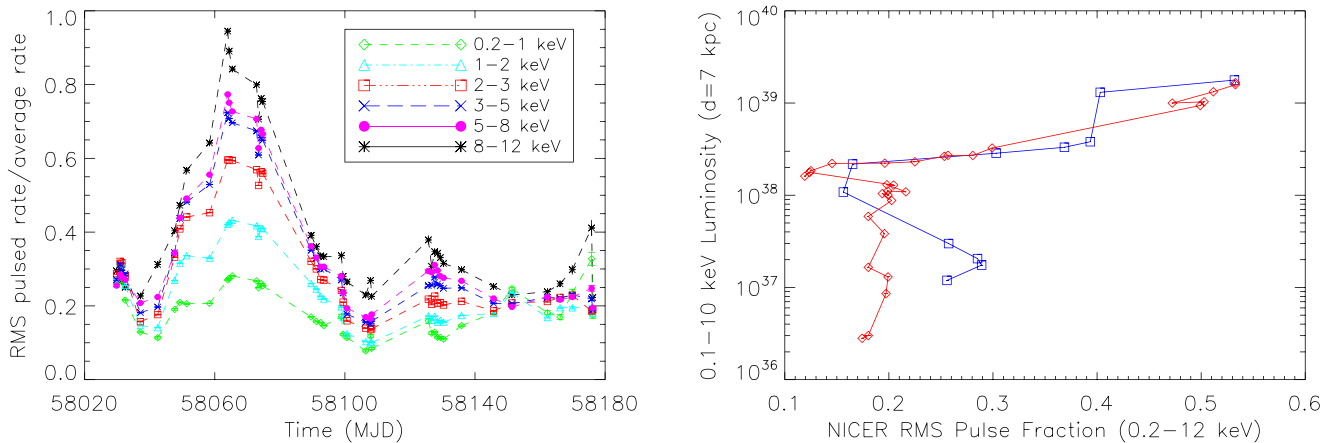 1.0
0.8
0.6
0.4
0.2
0.0
RMS pulsed rate/average rate
0.2−1 keV
1−2 keV
2−3 keV
3−5 keV
5−8 keV
8−12 keV
58020 58060 58100 58140 58180
Time (MJD)
10^39
10^38
10^37
10^36
0.1−10 keV Luminosity (d=7 kpc)
0.1 0.2 0.3 0.4 0.5 0.6
NICER RMS Pulse Fraction (0.2−12 keV)